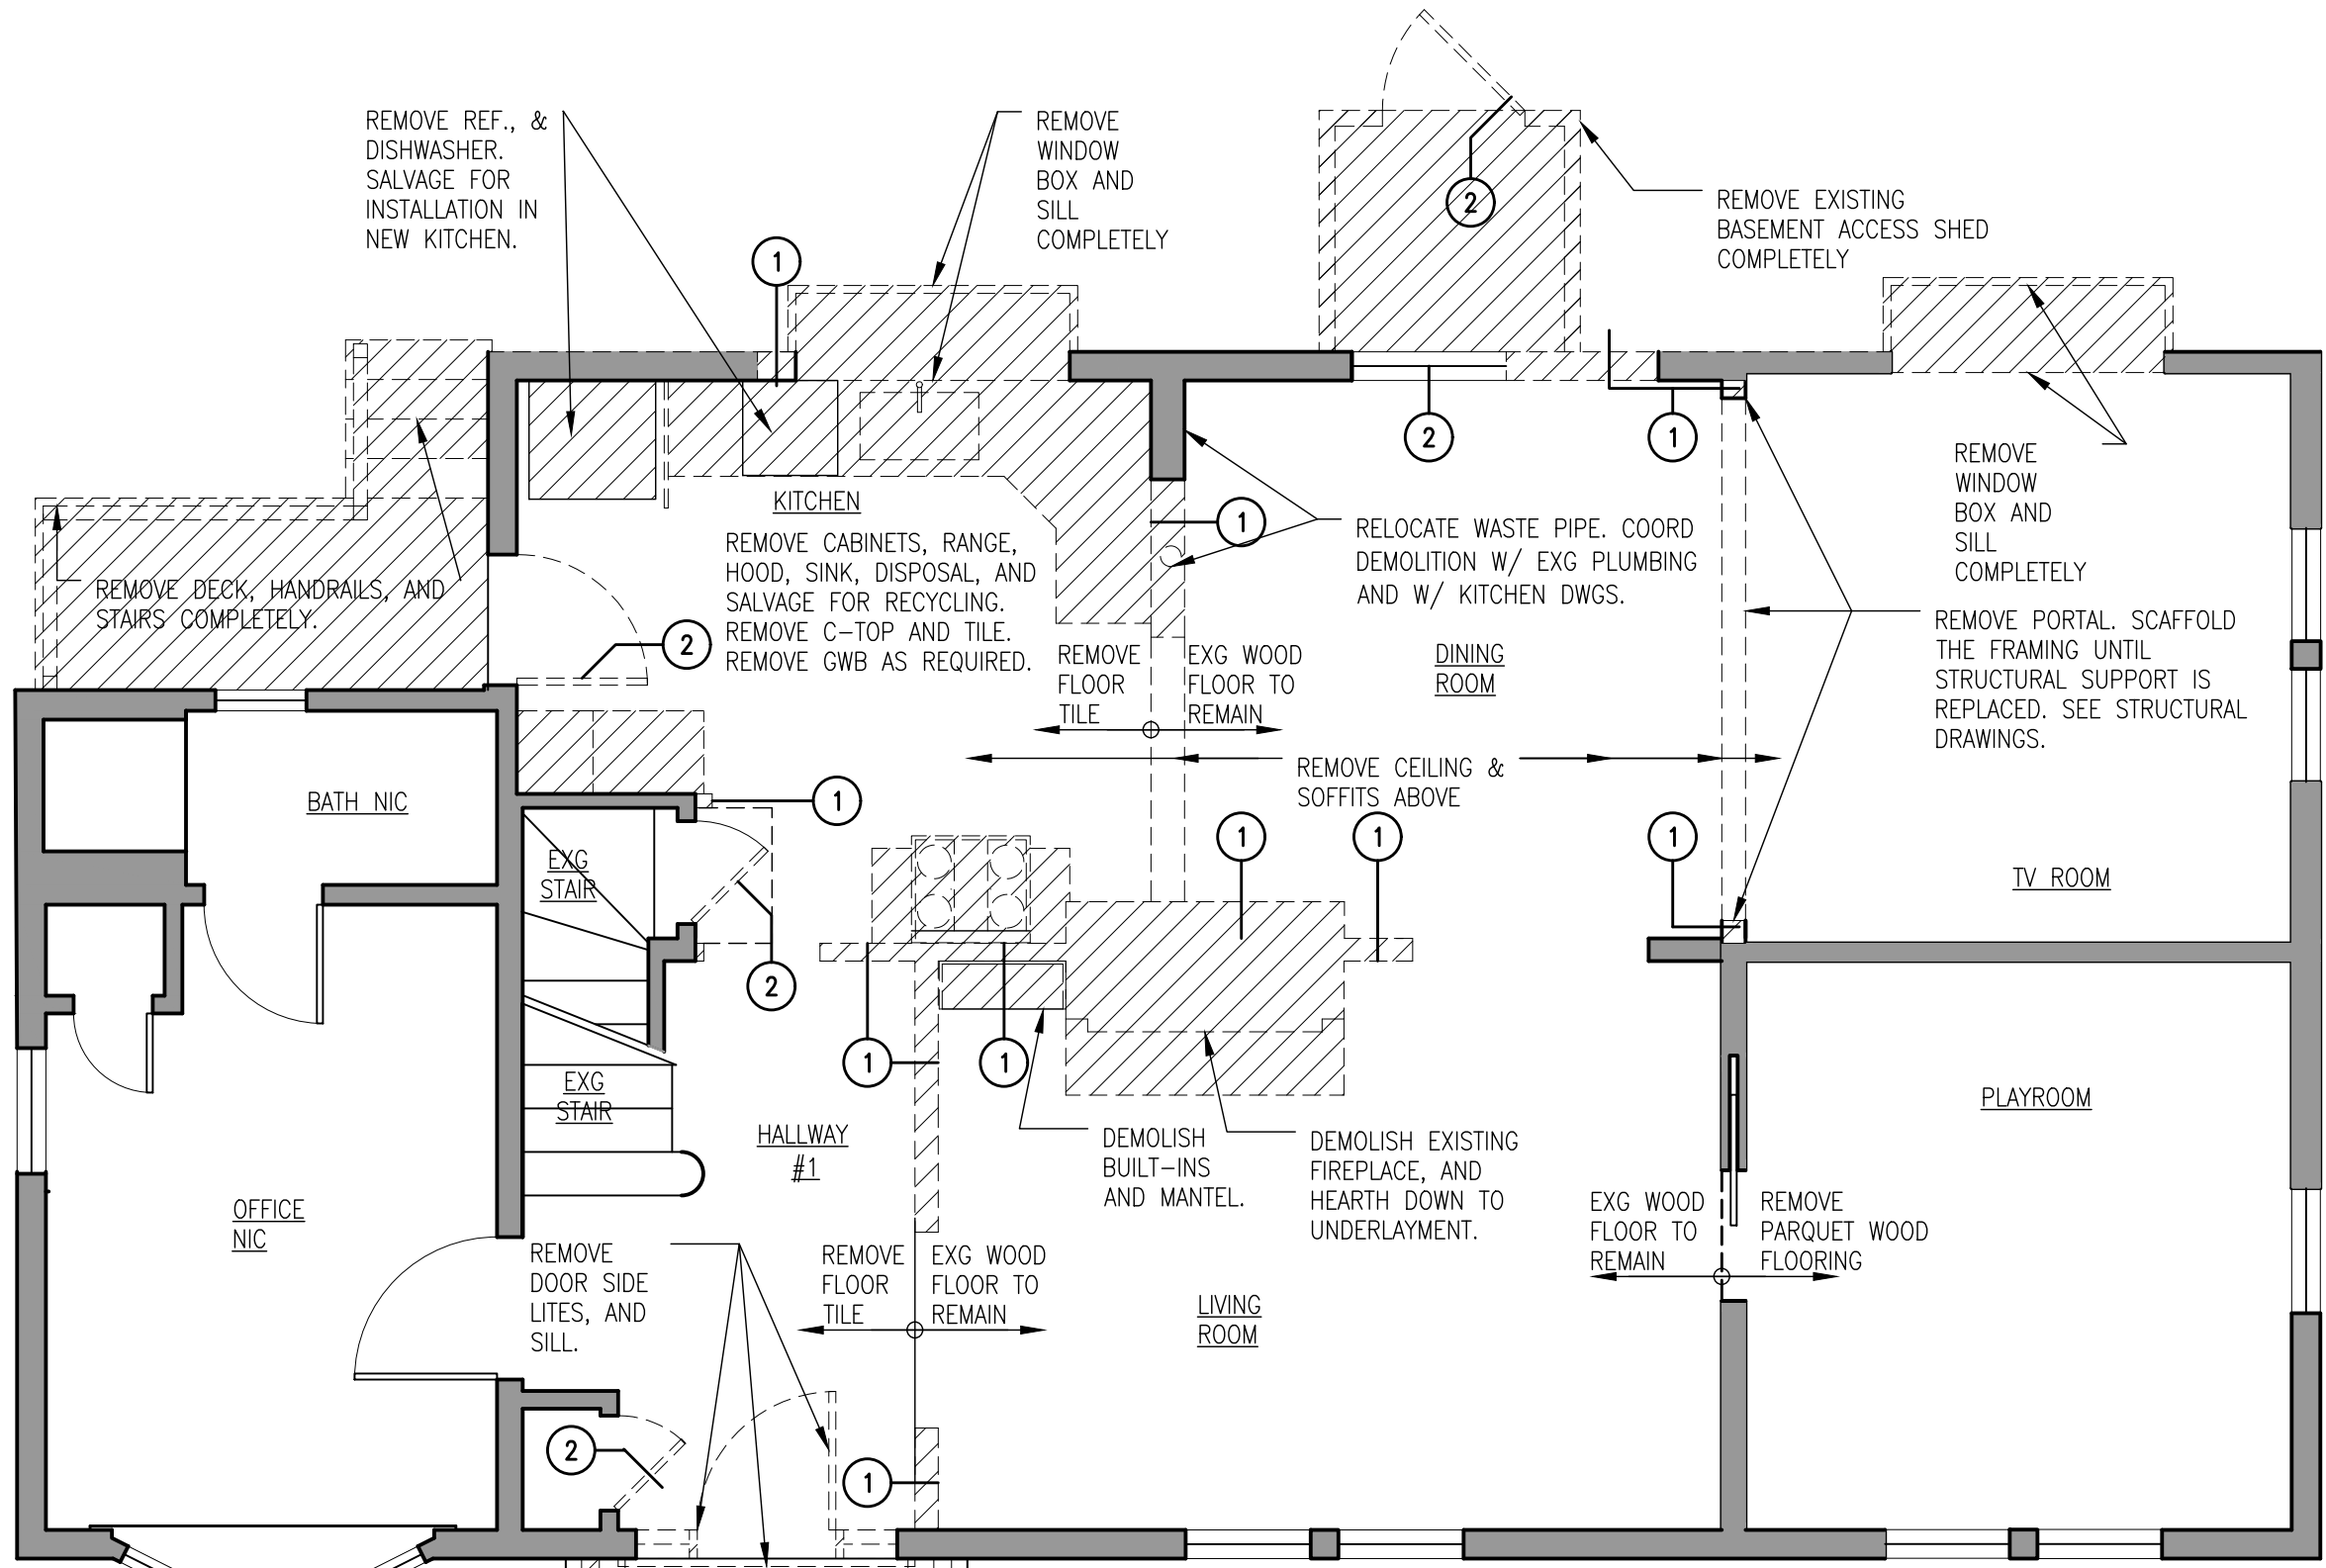 REMOVE REF., &
DISHWASHER.
SALVAGE FOR
INSTALLATION IN
NEW KITCHEN.
REMOVE
WINDOW
BOX AND
SILL
COMPLETELY
2
REMOVE EXISTING
BASEMENT ACCESS SHED
COMPLETELY
1
2
1
REMOVE
WINDOW
BOX AND
SILL
COMPLETELY
KITCHEN
REMOVE CABINETS, RANGE,
HOOD, SINK, DISPOSAL, AND
SALVAGE FOR RECYCLING.
REMOVE C-TOP AND TILE.
REMOVE GWB AS REQUIRED.
1
RELOCATE WASTE PIPE. COORD
DEMOLITION W/ EXG PLUMBING
AND W/ KITCHEN DWGS.
REMOVE DECK, HANDRAILS, AND
STAIRS COMPLETELY.
2
REMOVE
FLOOR
TILE
EXG WOOD
FLOOR TO
REMAIN
DINING
ROOM
REMOVE PORTAL. SCAFFOLD
THE FRAMING UNTIL
STRUCTURAL SUPPORT IS
REPLACED. SEE STRUCTURAL
DRAWINGS.
REMOVE CEILING &
SOFFITS ABOVE
BATH NIC
1
EXG
STAIR
1
1
1
TV ROOM
2
1
1
EXG
STAIR
HALLWAY
#1
DEMOLISH
BUILT-INS
AND MANTEL.
DEMOLISH EXISTING
FIREPLACE, AND
HEARTH DOWN TO
UNDERLAYMENT.
PLAYROOM
OFFICE
NIC
REMOVE
DOOR SIDE
LITES, AND
SILL.
REMOVE
FLOOR
TILE
EXG WOOD
FLOOR TO
REMAIN
EXG WOOD
FLOOR TO
REMAIN
REMOVE
PARQUET WOOD
FLOORING
LIVING
ROOM
2
1